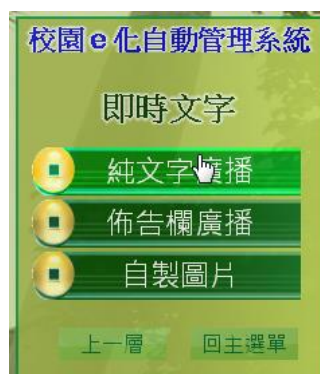 校園e化自動管理系統
即時文字
純文字廣播
佈告欄廣播
自製圖片
上一層 回主選單